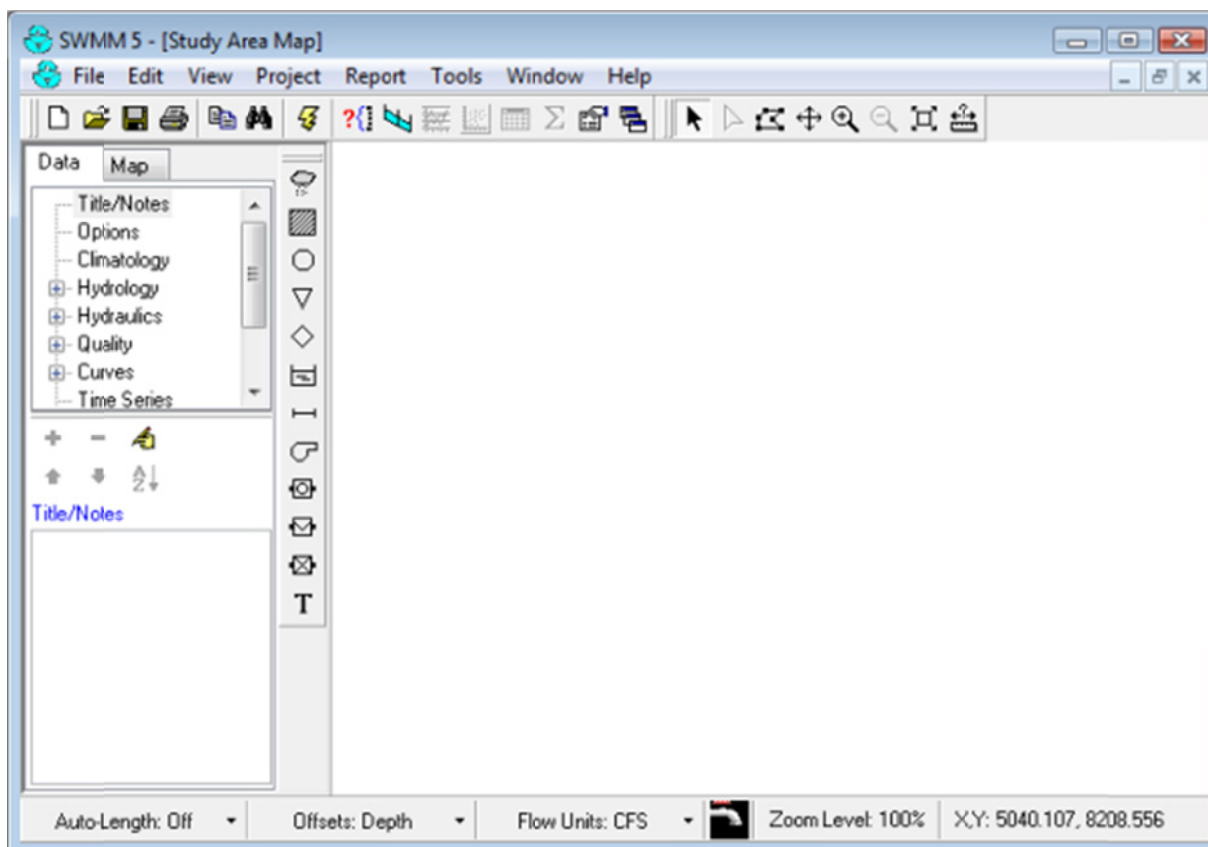 SWMM 5 - [Study Area Map]
File Edit View Project Report Tools Window Help
Data Map
Title/Notes
Options
Climatology
Hydrology
Hydraulics
Quality
Curves
Time Series
Title/Notes
T
Auto-Length: Off Offsets: Depth Flow Units: CFS Zoom Level: 100% X,Y: 5040.107, 8208.556